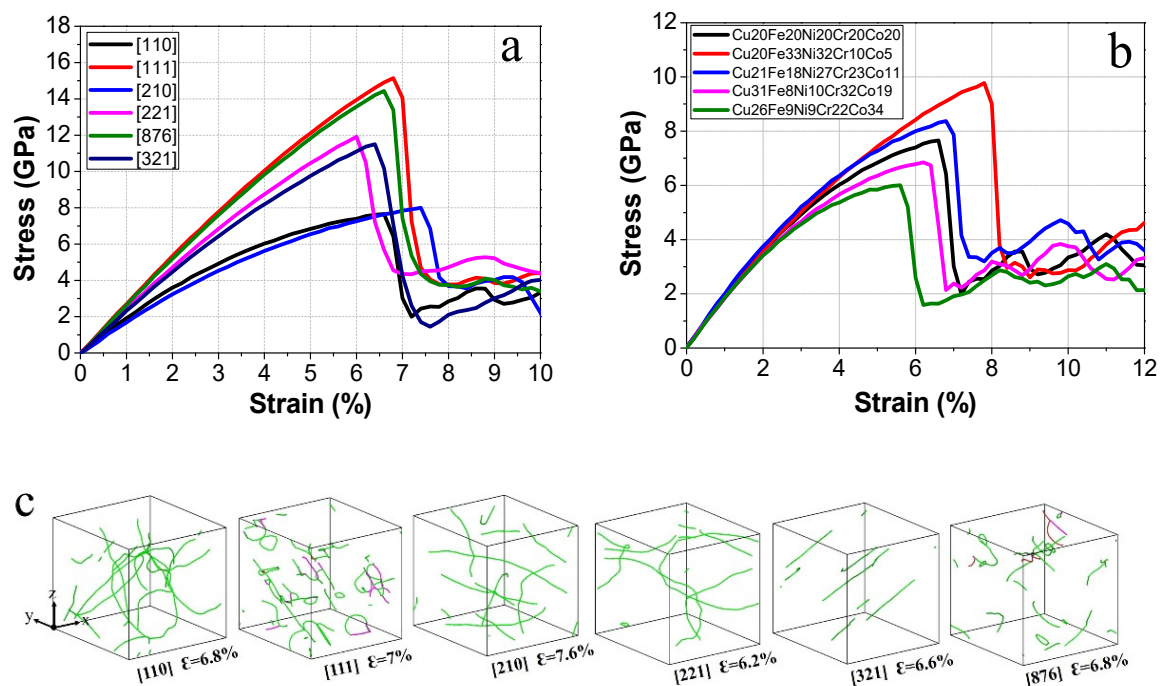 a
18
16
14
12
10
8
6
4
2
0
Stress (GPa)
[110]
[111]
[210]
[221]
[876]
[321]
0 1 2 3 4 5 6 7 8 9 10
Strain (%)
b
12
10
8
6
4
2
0
Stress (GPa)
Cu20Fe20Ni20Cr20Co20
Cu20Fe33Ni32Cr10Co5
Cu21Fe18Ni27Cr23Co11
Cu31Fe8Ni10Cr32Co19
Cu26Fe9Ni9Cr22Co34
0 2 4 6 8 10 12
Strain (%)
c
z
y
x
[110] Ɛ=6.8%
[111] Ɛ=7%
[210] Ɛ=7.6%
[221] Ɛ=6.2%
[321] Ɛ=6.6%
[876] Ɛ=6.8%